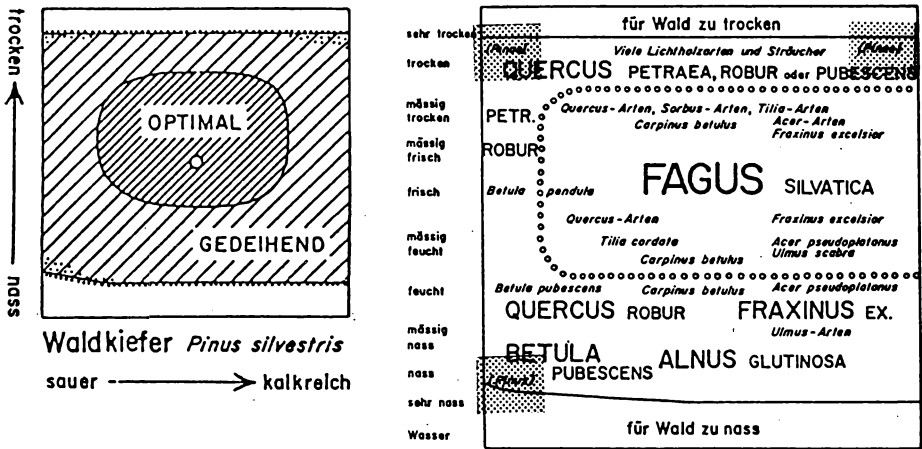 trocken
nass
OPTIMAL
GEDEIHEND
Waldkiefer Pinus silvestris
sauer kalkreich
sehr trocken
trocken
mässig
trocken
mässig
frisch
frisch
mässig
feucht
feucht
mässig
nass
nass
sehr nass
Wasser
für Wald zu trocken
(Pinus) Viele Lichtholzarten und Sträucher (Pinus)
QUERCUS PETRAEA, ROBUR oder PUBESCENS
PETR. Quercus-Arten, Sorbus-Arten, Tilia-Arten
Carpinus betulus Acer-Arten
Fraxinus excelsior
ROBUR
FAGUS SILVATICA
Betula pendula
Quercus-Arten Fraxinus excelsior
Tilia cordata Acer pseudoplatanus
Carpinus betulus Ulmus scabra
Betula pubescens Carpinus betulus Acer pseudoplatanus
QUERCUS ROBUR FRAXINUS EX.
Ulmus-Arten
BETULA ALNUS GLUTINOSA
(Pinus) PUBESCENS
für Wald zu nass